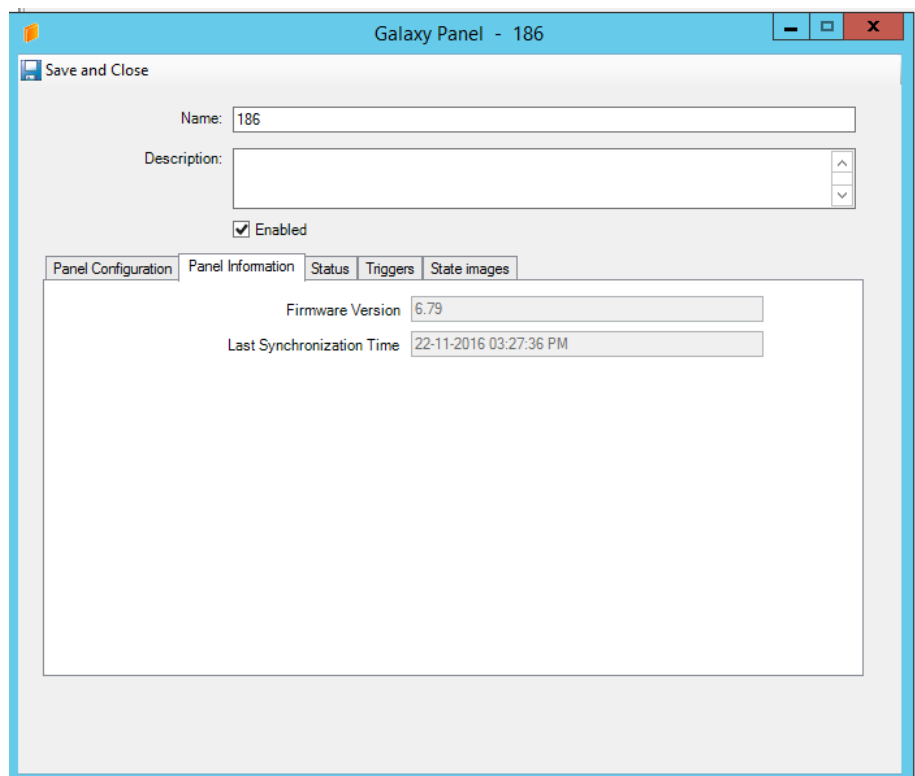 Galaxy Panel - 186
X
Save and Close
Name: 186
Description:
Enabled
Panel Configuration Panel Information Status Triggers State images
Firmware Version 6.79
Last Synchronization Time 22-11-2016 03:27:36 PM